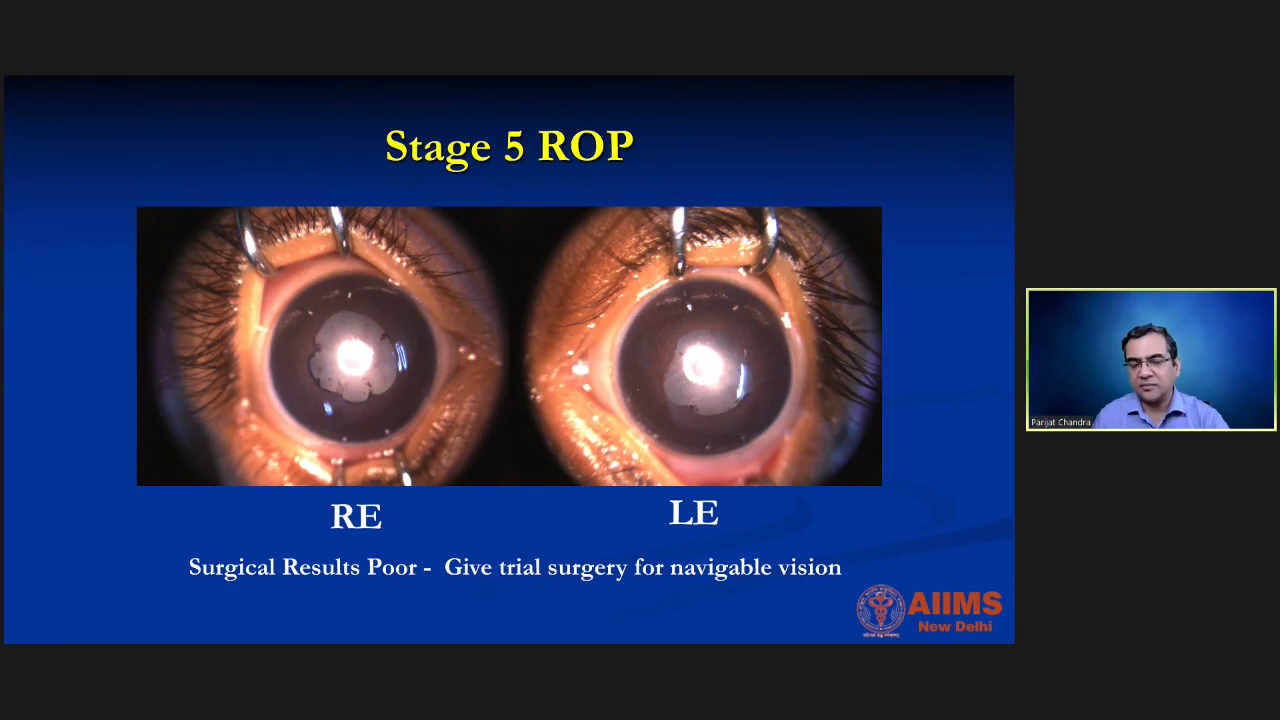 Stage 5 ROP
RE
LE
Surgical Results Poor - Give trial surgery for navigable vision
AIIMS
New Delhi
Parijat Chandra